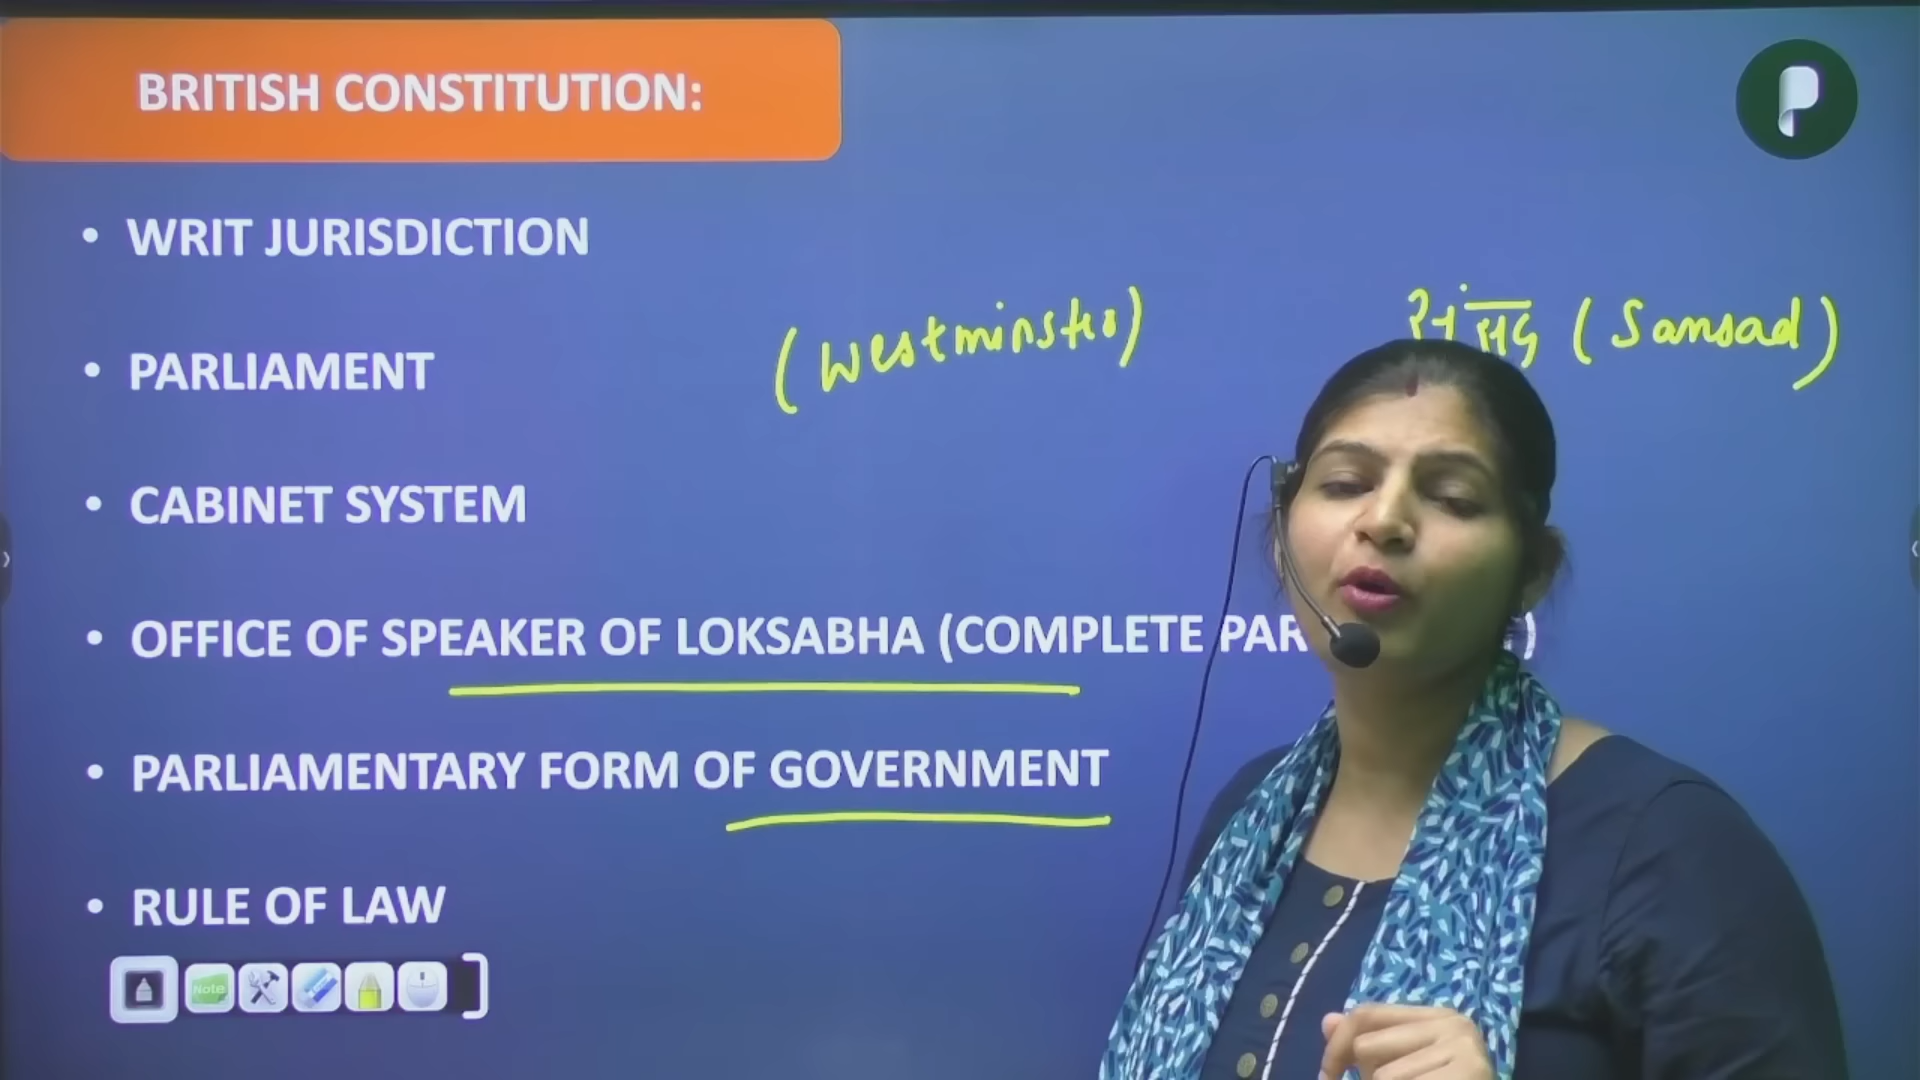 BRITISH CONSTITUTION:
• WRIT JURISDICTION
(Westminster) संसद (Sansad)
• PARLIAMENT
• CABINET SYSTEM
• OFFICE OF SPEAKER OF LOKSABHA (COMPLETE
• PARLIAMENTARY FORM OF GOVERNMENT
• RULE OF LAW
Note